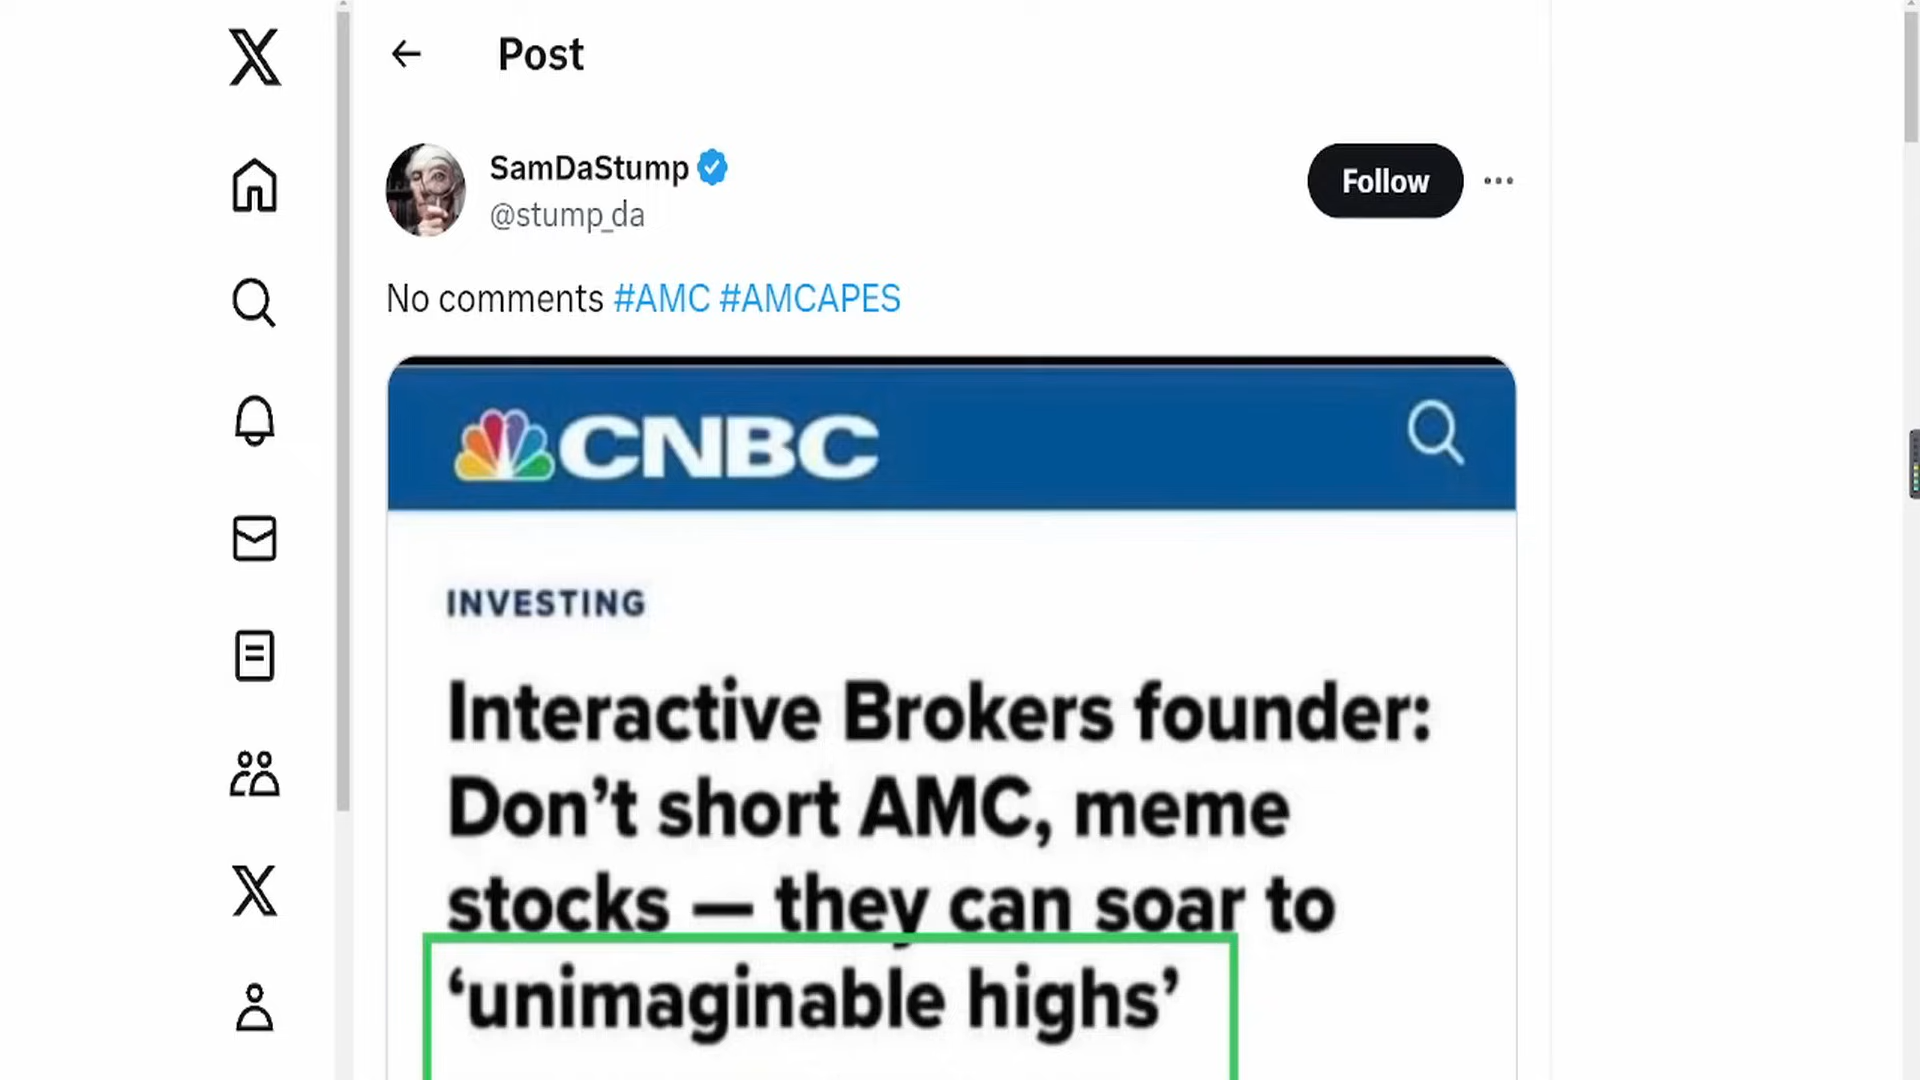 Post
SamDaStump
@stump_da
Follow
No comments #AMC #AMCAPES
CNBC
INVESTING
Interactive Brokers founder:
Don’t short AMC, meme
stocks — they can soar to
‘unimaginable highs’